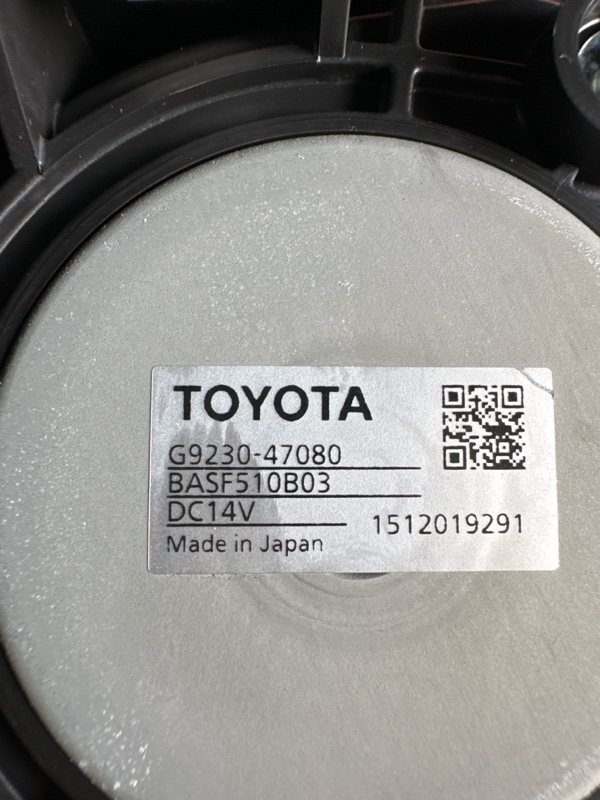 TOYOTA
G9230-47080
BASF510B03
DC14V
1512019291
Made in Japan